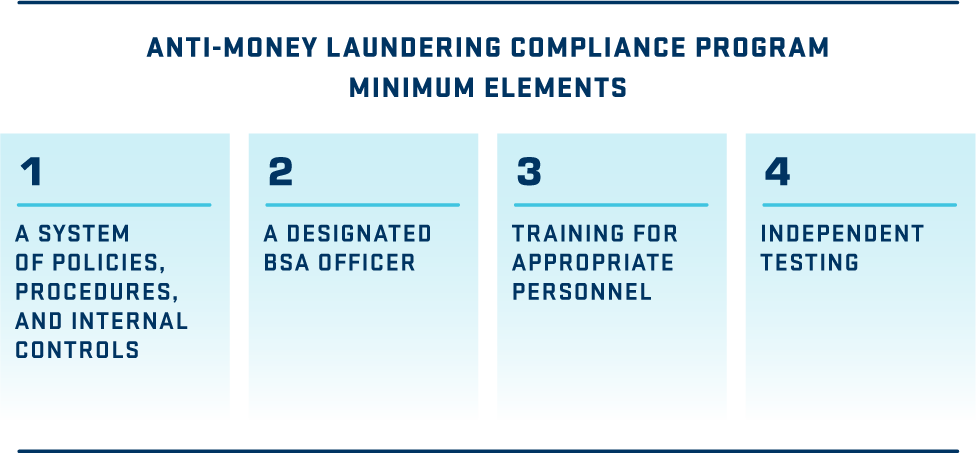 ANTI-MONEY LAUNDERING COMPLIANCE PROGRAM
MINIMUM ELEMENTS
1
A SYSTEM
OF POLICIES,
PROCEDURES,
AND INTERNAL
CONTROLS
2
A DESIGNATED
BSA OFFICER
3
TRAINING FOR
APPROPRIATE
PERSONNEL
4
INDEPENDENT
TESTING